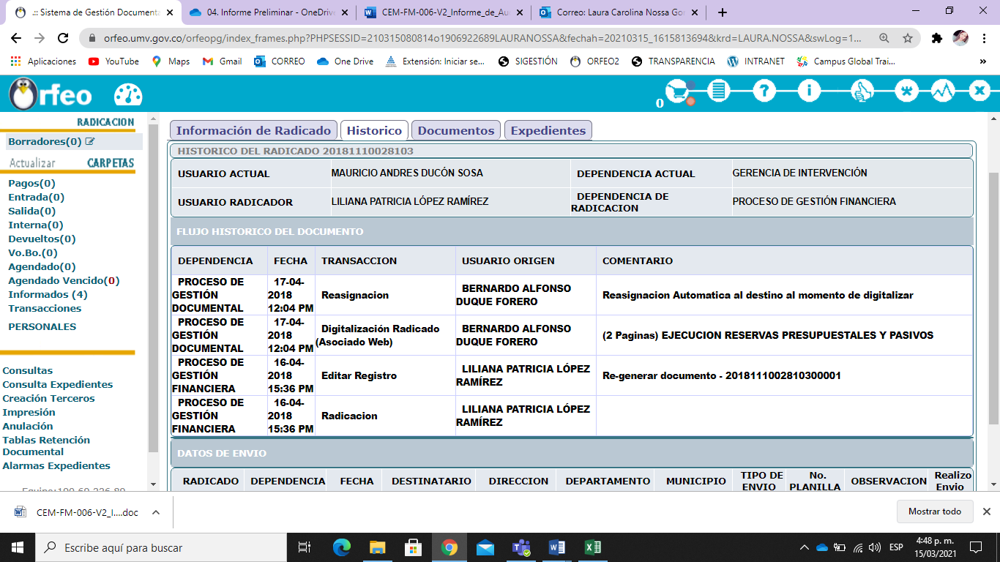 .:: Sistema de Gestión Documenta
04. Informe Preliminar - OneDrive
CEM-FM-006-V2_Informe_de_Au
Correo: Laura Carolina Nossa Go
orfeo.umv.gov.co/orfeopg/index_frames.php?PHPSESSID=210315080814o1906922689LAURANOSSA&fechah=20210315_1615813694&krd=LAURA.NOSSA&swLog=1...
Aplicaciones YouTube Maps Gmail CORREO One Drive Extensión: Iniciar se... SIGESTIÓN ORFEO2 TRANSPARENCIA INTRANET Campus Global Trai... »
Orfeo
0
RADICACION
Borradores(0)
Actualizar CARPETAS
Pagos(0)
Entrada(0)
Salida(0)
Interna(0)
Devueltos(0)
Vo.Bo.(0)
Agendado(0)
Agendado Vencido(0)
Informados (4)
Transacciones
PERSONALES
Consultas
Consulta Expedientes
Creación Terceros
Impresión
Anulación
Tablas Retención
Documental
Alarmas Expedientes
Información de Radicado Historico Documentos Expedientes
HISTORICO DEL RADICADO 20181110028103
USUARIO ACTUAL MAURICIO ANDRES DUCÓN SOSA DEPENDENCIA ACTUAL GERENCIA DE INTERVENCIÓN
USUARIO RADICADOR LILIANA PATRICIA LÓPEZ RAMÍREZ DEPENDENCIA DE
RADICACION PROCESO DE GESTIÓN FINANCIERA
FLUJO HISTORICO DEL DOCUMENTO
DEPENDENCIA FECHA TRANSACCION USUARIO ORIGEN COMENTARIO
PROCESO DE
GESTIÓN
DOCUMENTAL
17-04-
2018
12:04 PM
Reasignacion
BERNARDO ALFONSO
DUQUE FORERO
Reasignacion Automatica al destino al momento de digitalizar
PROCESO DE
GESTIÓN
DOCUMENTAL
17-04-
2018
12:04 PM
Digitalización Radicado
(Asociado Web)
BERNARDO ALFONSO
DUQUE FORERO
(2 Paginas) EJECUCION RESERVAS PRESUPUESTALES Y PASIVOS
PROCESO DE
GESTIÓN
FINANCIERA
16-04-
2018
15:36 PM
Editar Registro
LILIANA PATRICIA LÓPEZ
RAMÍREZ
Re-generar documento - 2018111002810300001
PROCESO DE
GESTIÓN
FINANCIERA
16-04-
2018
15:36 PM
Radicacion
LILIANA PATRICIA LÓPEZ
RAMÍREZ
DATOS DE ENVIO
RADICADO DEPENDENCIA FECHA DESTINATARIO DIRECCION DEPARTAMENTO MUNICIPIO TIPO DE
ENVIO No.
PLANILLA OBSERVACION Realizo
Envio
CEM-FM-006-V2_I....doc
Mostrar todo
Escribe aquí para buscar
ESP
4:48 p. m.
15/03/2021